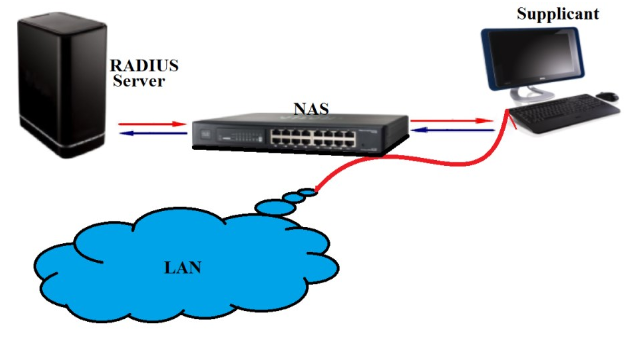 Supplicant
RADIUS
Server
NAS
LAN